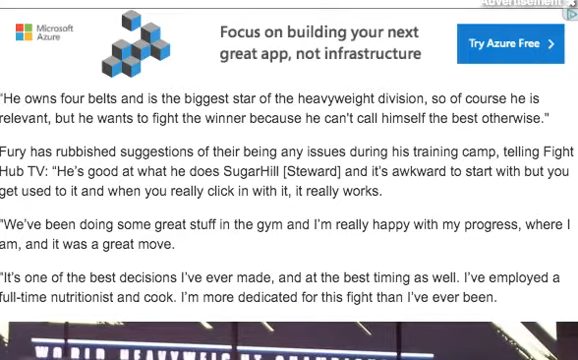 Advertisement
Microsoft
Azure
Focus on building your next
great app, not infrastructure
Try Azure Free
"He owns four belts and is the biggest star of the heavyweight division, so of course he is
relevant, but he wants to fight the winner because he can't call himself the best otherwise."
Fury has rubbished suggestions of their being any issues during his training camp, telling Fight
Hub TV: “He’s good at what he does SugarHill [Steward] and it’s awkward to start with but you
get used to it and when you really click in with it, it really works.
"We’ve been doing some great stuff in the gym and I’m really happy with my progress, where I
am, and it was a great move.
"It’s one of the best decisions I’ve ever made, and at the best timing as well. I’ve employed a
full-time nutritionist and cook. I’m more dedicated for this fight than I’ve ever been.
WORLD HEAVYWEIGHT